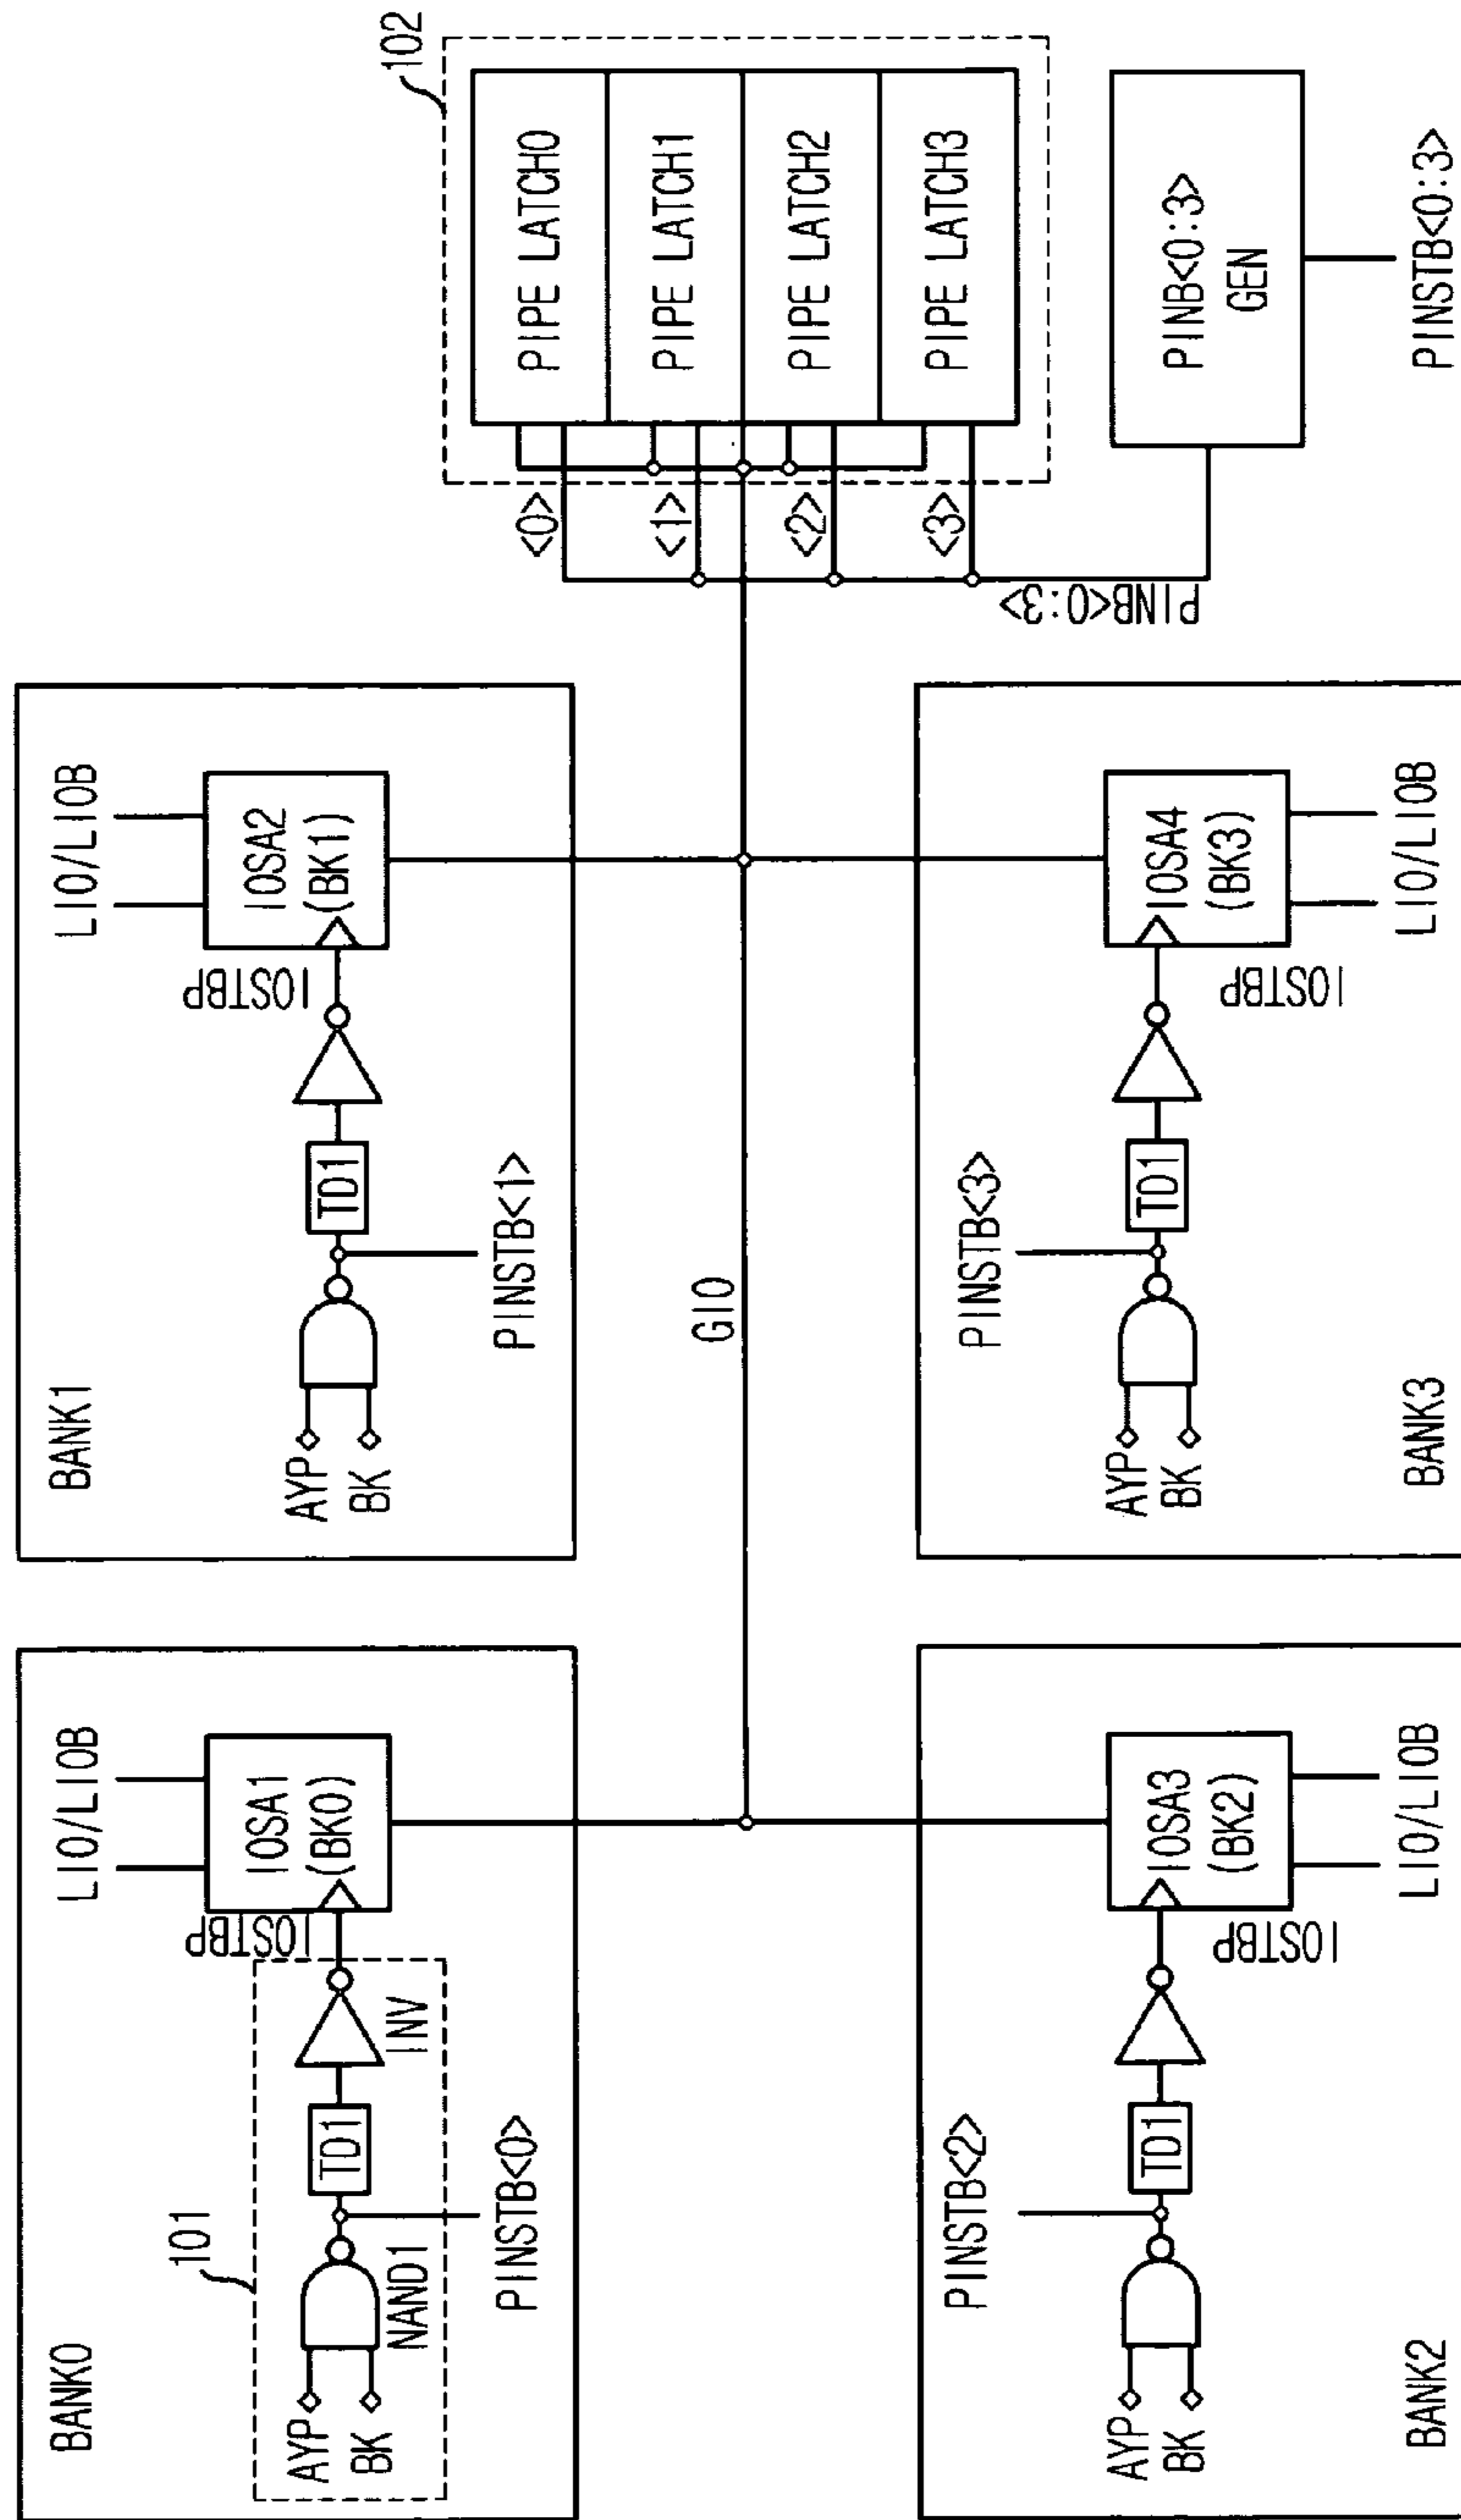 BANK0
101
AYP
BK
NAND1
TD1
INV
IOSTBP
IOSA1
(BK0)
LIO/LIOB
PINSTB<0>
BANK1
AYP
BK
TD1
IOSTBP
IOSA2
(BK1)
LIO/LIOB
PINSTB<1>
GIO
BANK2
AYP
BK
TD1
IOSTBP
IOSA3
(BK2)
LIO/LIOB
PINSTB<2>
BANK3
AYP
BK
TD1
IOSTBP
IOSA4
(BK3)
LIO/LIOB
PINSTB<3>
102
PIPE LATCH0
PIPE LATCH1
PIPE LATCH2
PIPE LATCH3
<0>
<1>
<2>
<3>
PINB<0:3>
PINB<0:3>
GEN
PINSTB<0:3>